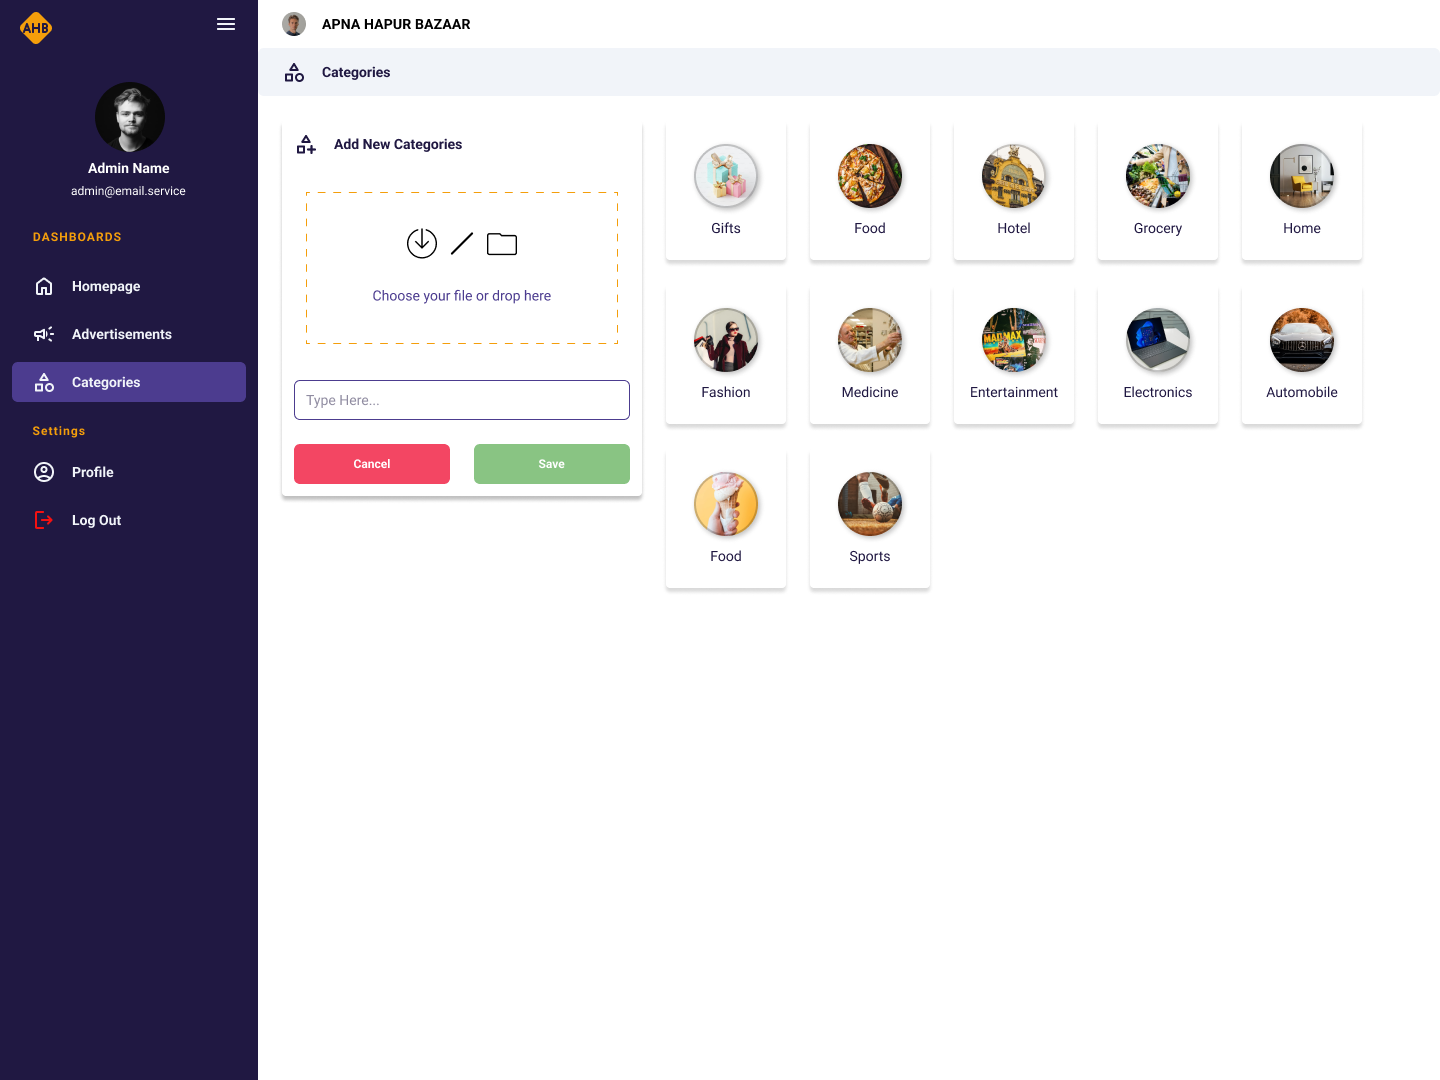 AHB
Admin Name
admin@email.service
DASHBOARDS
Homepage
Advertisements
Categories
Settings
Profile
Log Out
APNA HAPUR BAZAAR
Categories
Add New Categories
Choose your file or drop here
Type Here...
Cancel
Save
Gifts
Food
Hotel
Grocery
Home
Fashion
Medicine
MAD MAX
Entertainment
Electronics
Automobile
Food
Sports